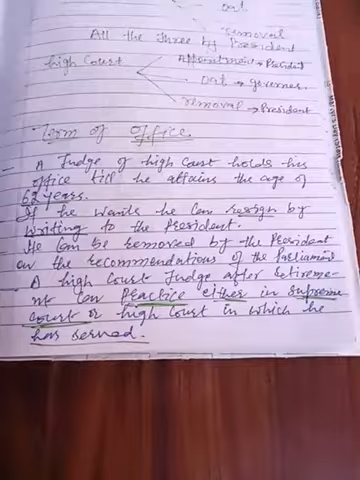 oat
removal
All the three by President
high Court
Appointment → President
Oat → governer.
removal → President
Term of office
- A Judge of high Court holds his
office till he attains the age of
62 years.
- If he wants he can resign by
writing to the President.
- He can be removed by the President
on the recommendations of the Parliament
- A high Court Judge after retireme-
nt can Practice either in Supreme
Court or high Court in which he
has served.